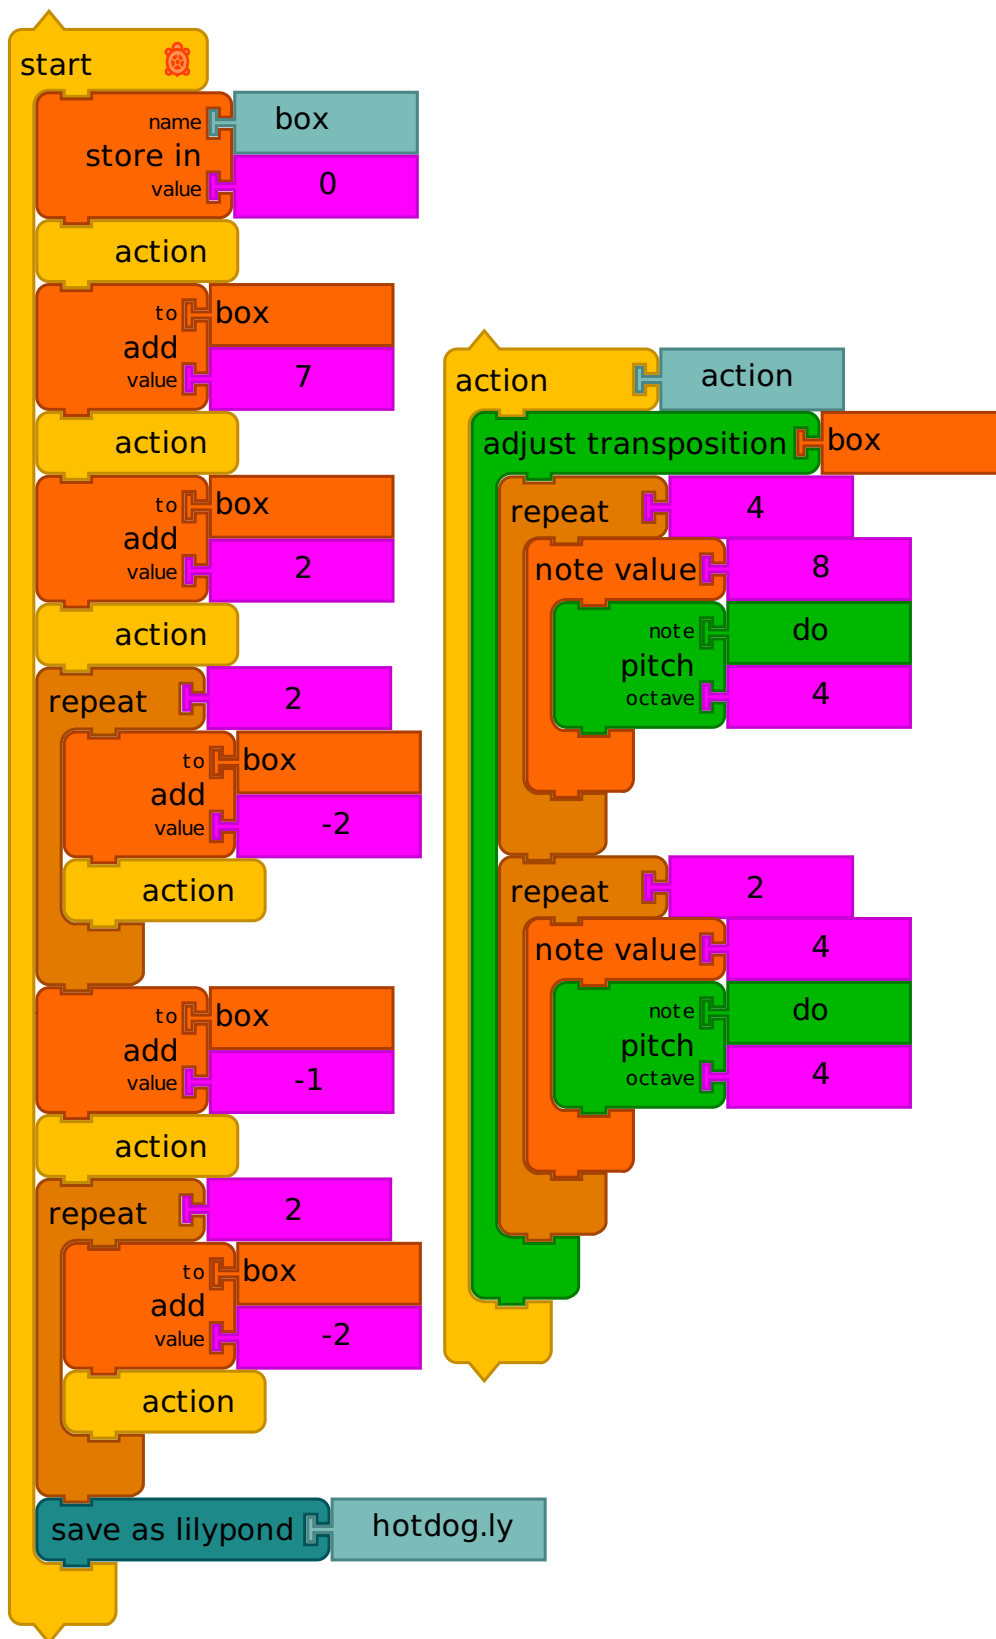 start
name box
store in
value 0
action
to box
add
value 7
action
to box
add
value 2
action
repeat 2
to box
add
value -2
action
to box
add
value -1
action
repeat 2
to box
add
value -2
action
save as lilypond hotdog.ly
action action
adjust transposition box
repeat 4
note value 8
note do
pitch
octave 4
repeat 2
note value 4
note do
pitch
octave 4